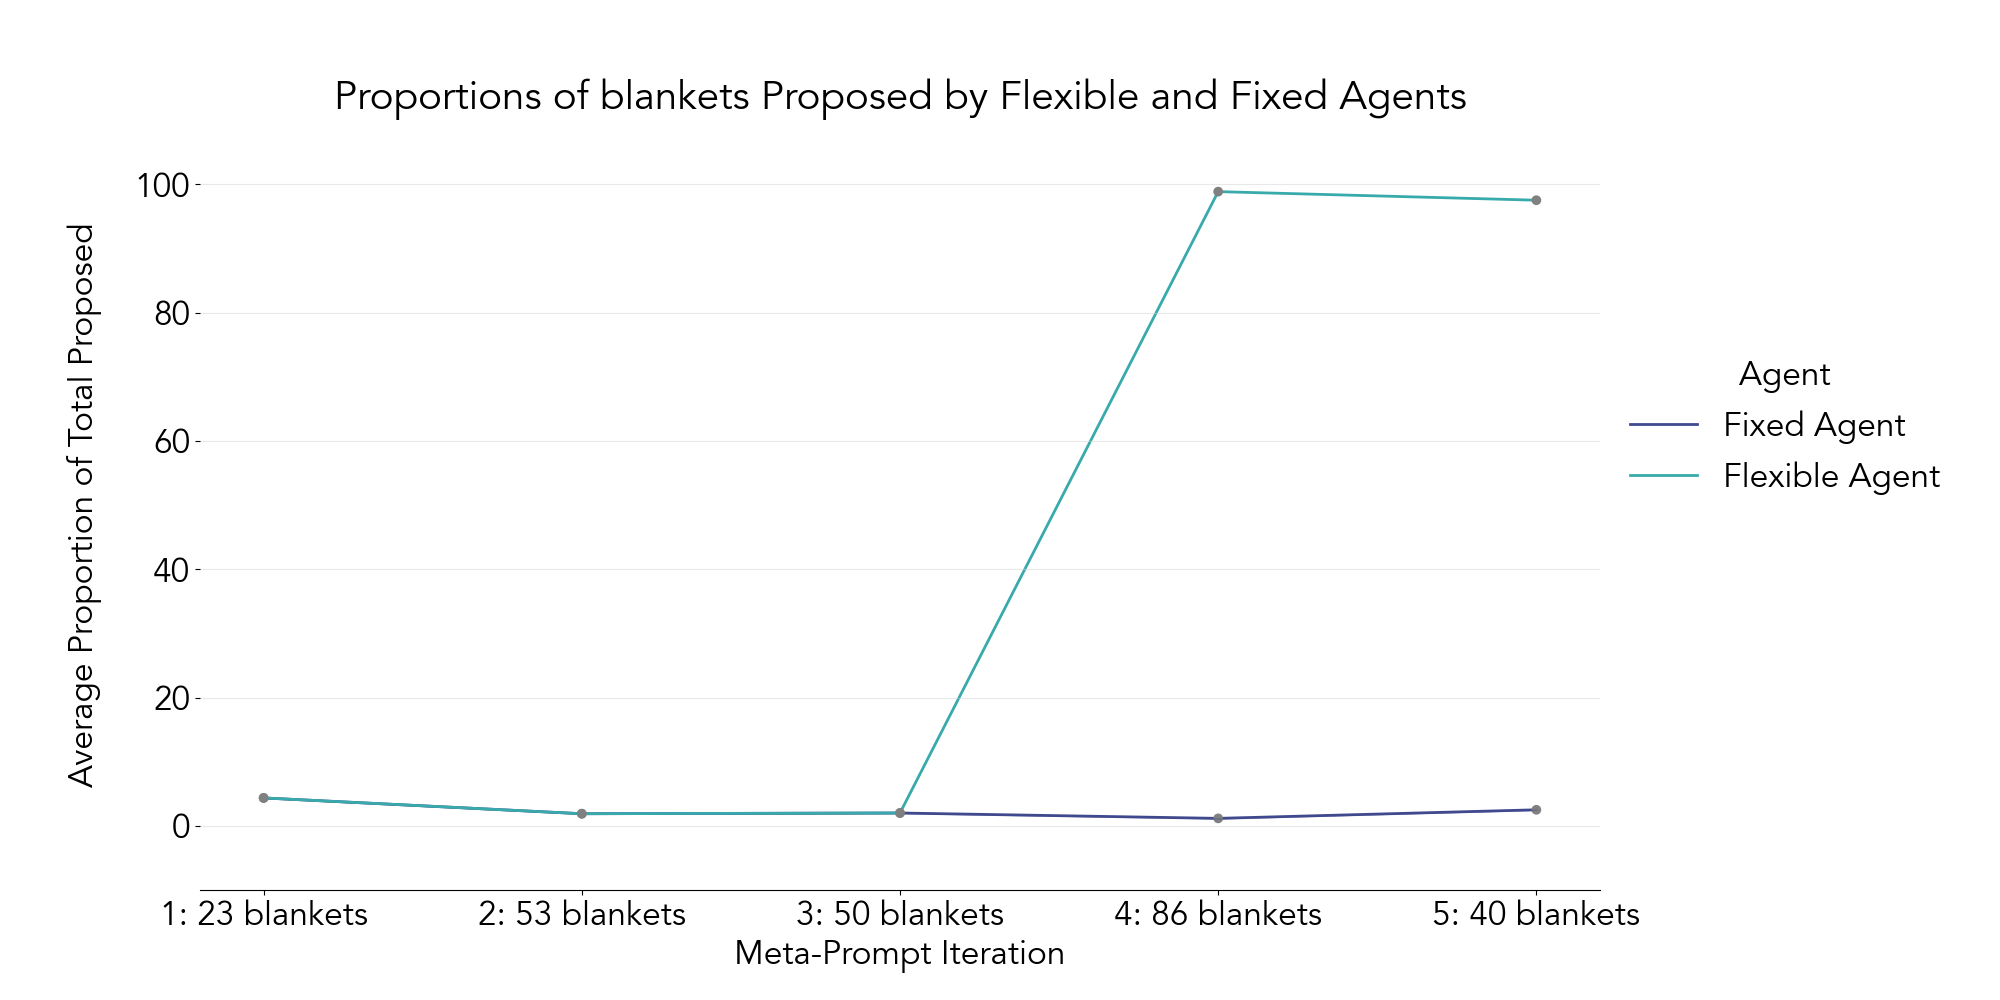 Proportions of blankets Proposed by Flexible and Fixed Agents
Average Proportion of Total Proposed
100
80
60
40
20
0
1: 23 blankets
2: 53 blankets
3: 50 blankets
4: 86 blankets
5: 40 blankets
Meta-Prompt Iteration
Agent
Fixed Agent
Flexible Agent